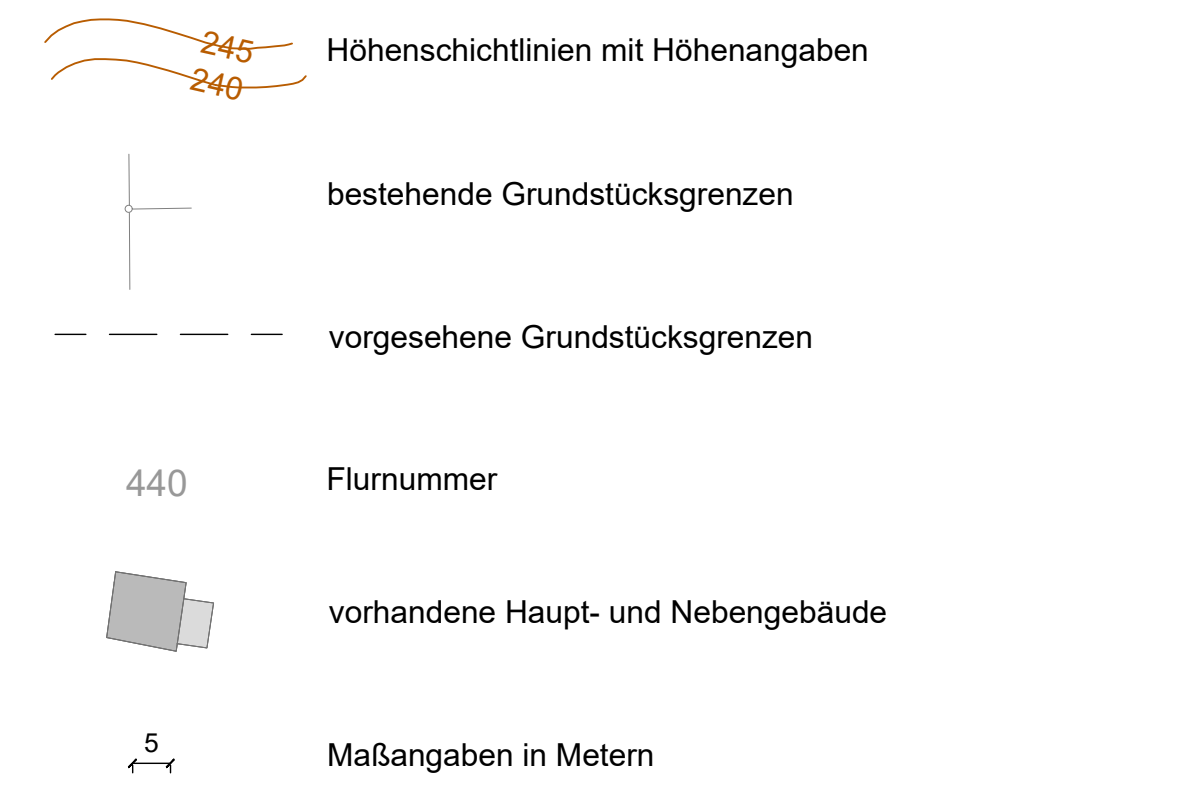 245 Höhenschichtlinien mit Höhenangaben
240
bestehende Grundstücksgrenzen
vorgesehene Grundstücksgrenzen
440 Flurnummer
vorhandene Haupt- und Nebengebäude
5 Maßangaben in Metern